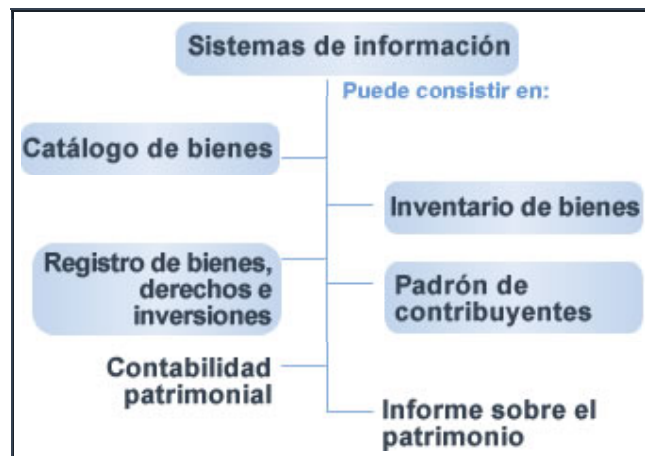 Sistemas de información
Puede consistir en:
Catálogo de bienes
Inventario de bienes
Registro de bienes,
derechos e
inversiones
Padrón de
contribuyentes
Contabilidad
patrimonial
Informe sobre el
patrimonio